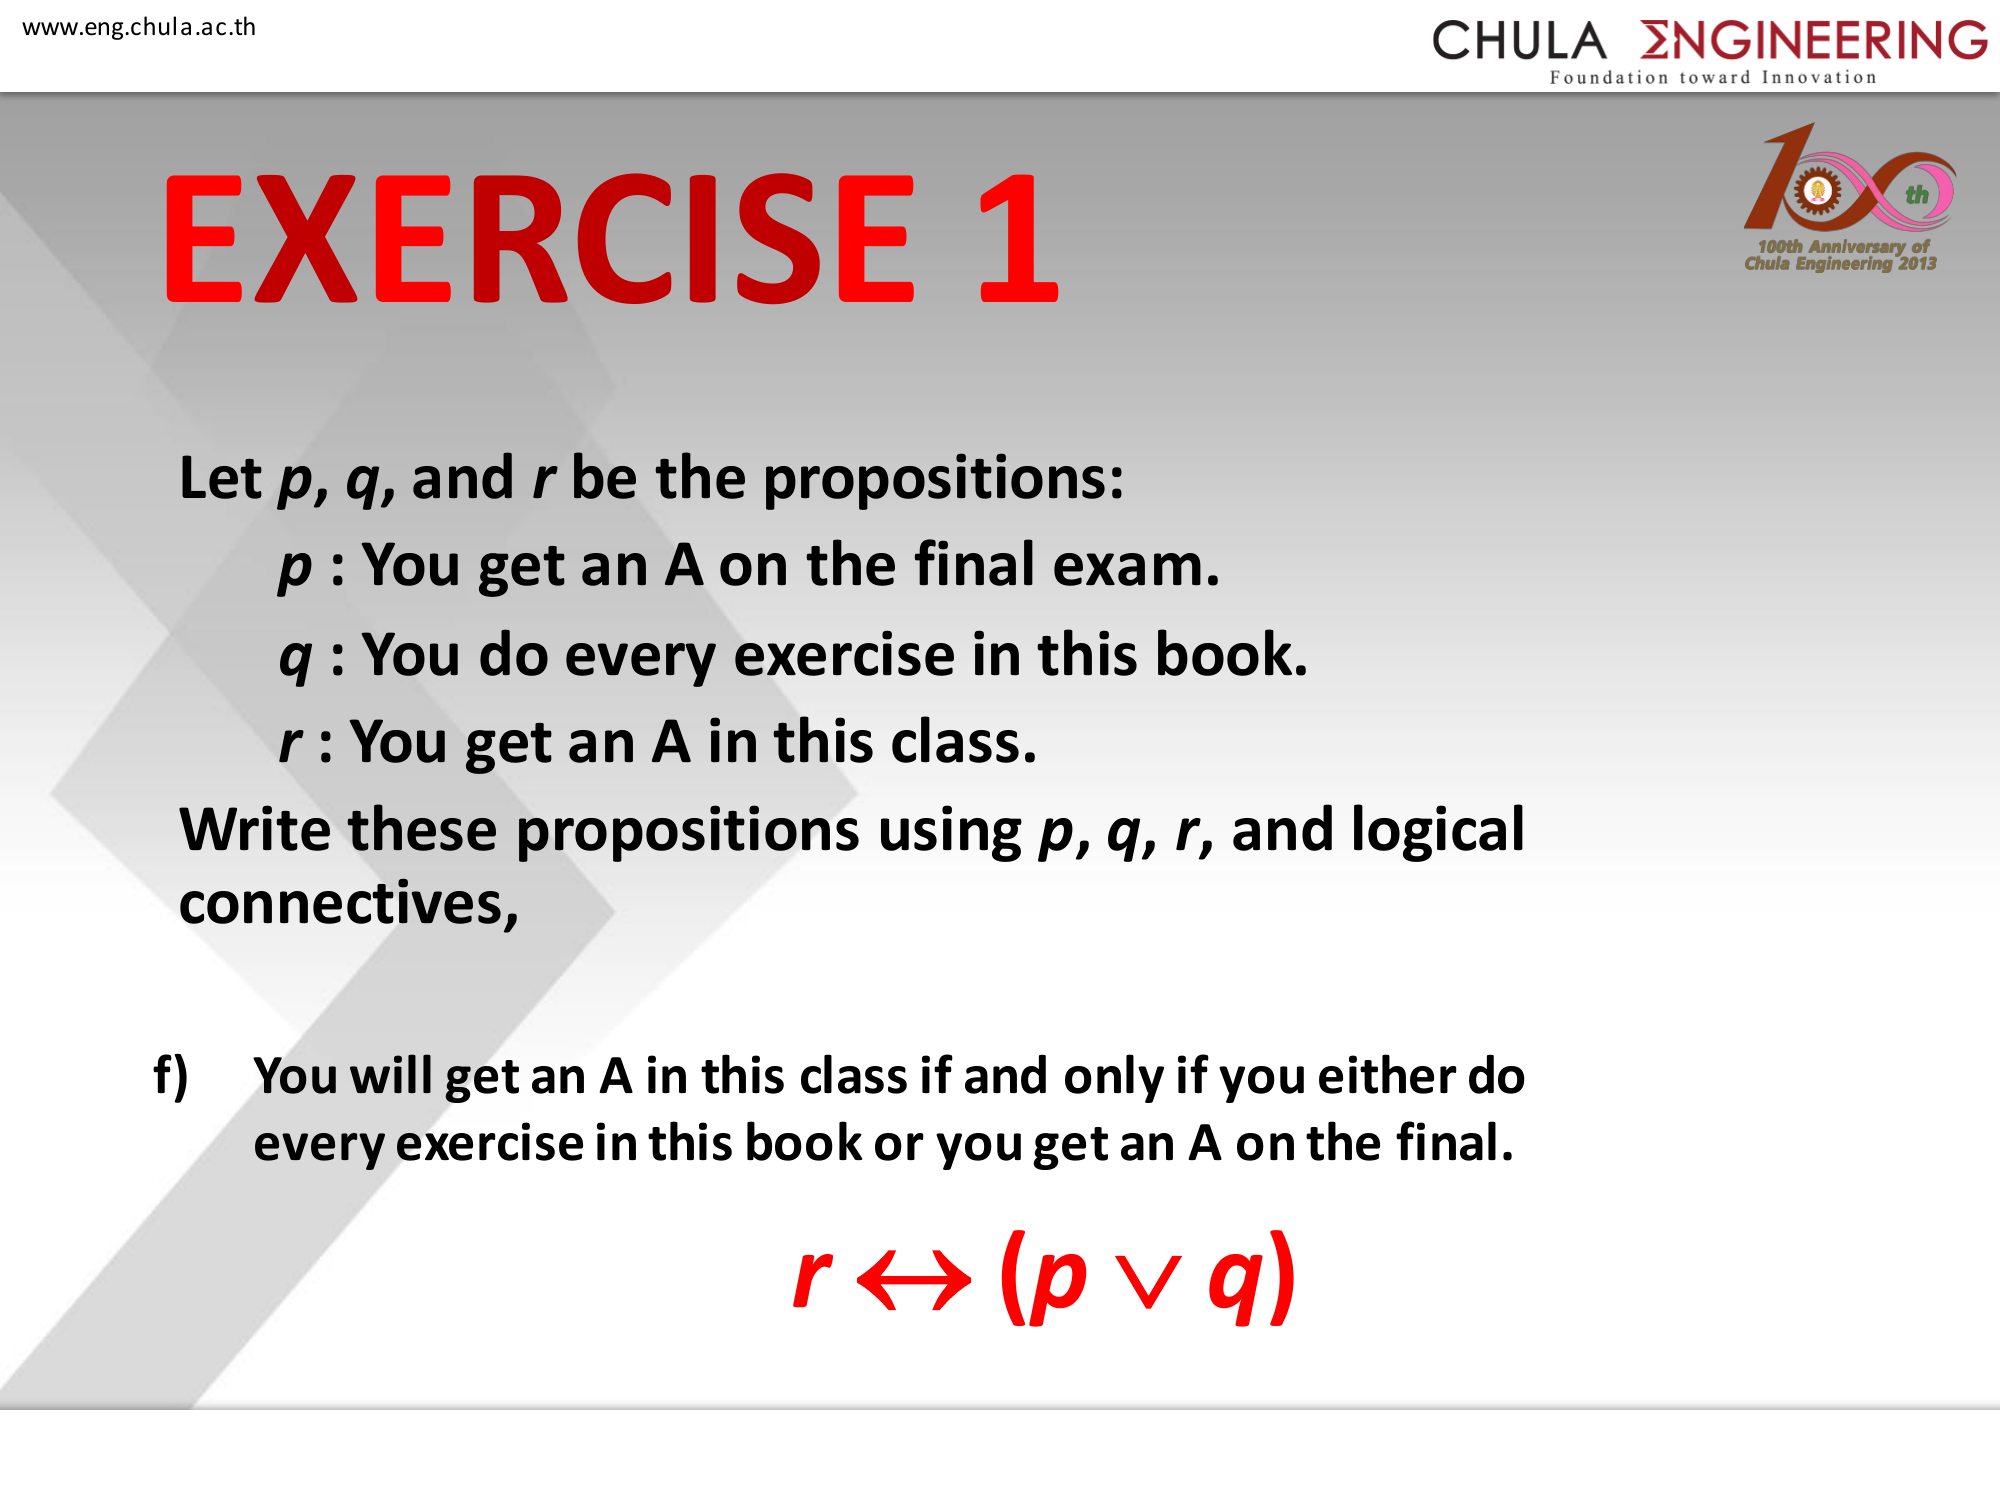 www.eng.chula.ac.th
CHULA ΣNGINEERING
Foundation toward Innovation
100th
100th Anniversary of
Chula Engineering 2013
EXERCISE 1
Let p, q, and r be the propositions:
p : You get an A on the final exam.
q : You do every exercise in this book.
r : You get an A in this class.
Write these propositions using p, q, r, and logical
connectives,
f) You will get an A in this class if and only if you either do
every exercise in this book or you get an A on the final.
r ↔ (p ∨ q)